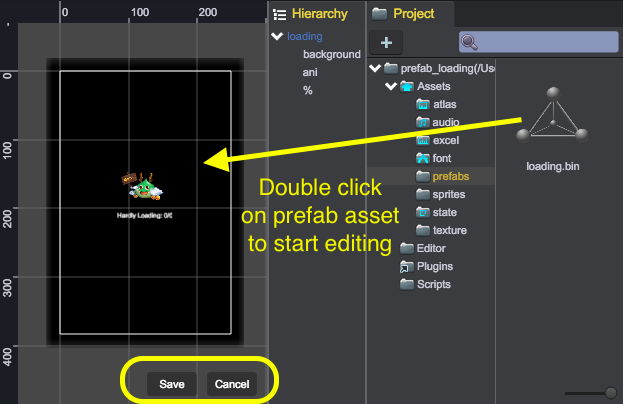 0
100
200
0
100
200
300
400
Hardly Loading: 0/0
Save
Cancel
Hierarchy
loading
background
ani
%
Project
+
prefab_loading(/Use
Assets
atlas
audio
excel
font
prefabs
sprites
state
texture
Editor
Plugins
Scripts
loading.bin
Double click
on prefab asset
to start editing